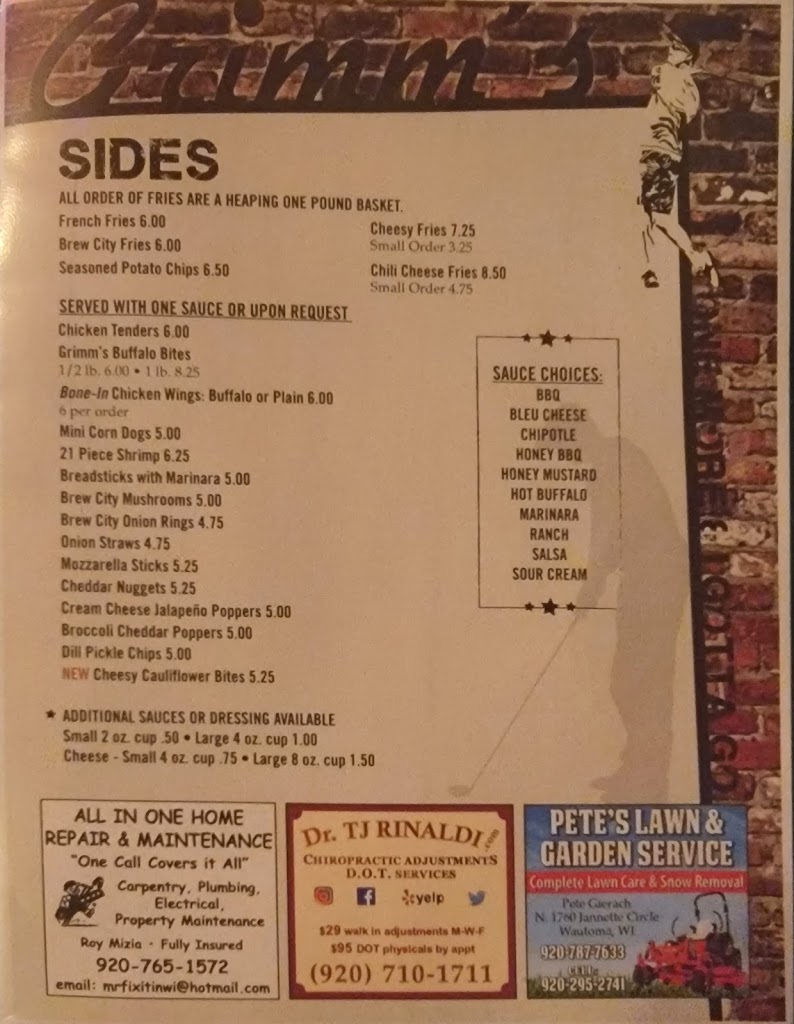 Grimm's
SIDES
ALL ORDER OF FRIES ARE A HEAPING ONE POUND BASKET.
French Fries 6.00
Brew City Fries 6.00
Seasoned Potato Chips 6.50
Cheesy Fries 7.25
Small Order 3.25
Chili Cheese Fries 8.50
Small Order 4.75
SERVED WITH ONE SAUCE OR UPON REQUEST
Chicken Tenders 6.00
Grimm's Buffalo Bites
1/2 lb. 6.00 • 1 lb. 8.25
Bone-In Chicken Wings: Buffalo or Plain 6.00
6 per order
Mini Corn Dogs 5.00
21 Piece Shrimp 6.25
Breadsticks with Marinara 5.00
Brew City Mushrooms 5.00
Brew City Onion Rings 4.75
Onion Straws 4.75
Mozzarella Sticks 5.25
Cheddar Nuggets 5.25
Cream Cheese Jalapeño Poppers 5.00
Broccoli Cheddar Poppers 5.00
Dill Pickle Chips 5.00
NEW Cheesy Cauliflower Bites 5.25
SAUCE CHOICES:
BBQ
BLEU CHEESE
CHIPOTLE
HONEY BBQ
HONEY MUSTARD
HOT BUFFALO
MARINARA
RANCH
SALSA
SOUR CREAM
★ ADDITIONAL SAUCES OR DRESSING AVAILABLE
Small 2 oz. cup .50 • Large 4 oz. cup 1.00
Cheese - Small 4 oz. cup .75 • Large 8 oz. cup 1.50
ONE MORE & I GOTTA GO
ALL IN ONE HOME
REPAIR & MAINTENANCE
"One Call Covers it All"
Carpentry, Plumbing,
Electrical,
Property Maintenance
Roy Mizia - Fully Insured
920-765-1572
email: mrfixitinwi@hotmail.com
Dr. TJ RINALDI.com
CHIROPRACTIC ADJUSTMENTS
D.O.T. SERVICES
yelp
$29 walk in adjustments M-W-F
$95 DOT physicals by appt
(920) 710-1711
PETE'S LAWN &
GARDEN SERVICE
Complete Lawn Care & Snow Removal
Pete Gaerach
N. 1760 Jannette Circle
Wautoma, WI
920-787-7633
CELL:
920-295-2741